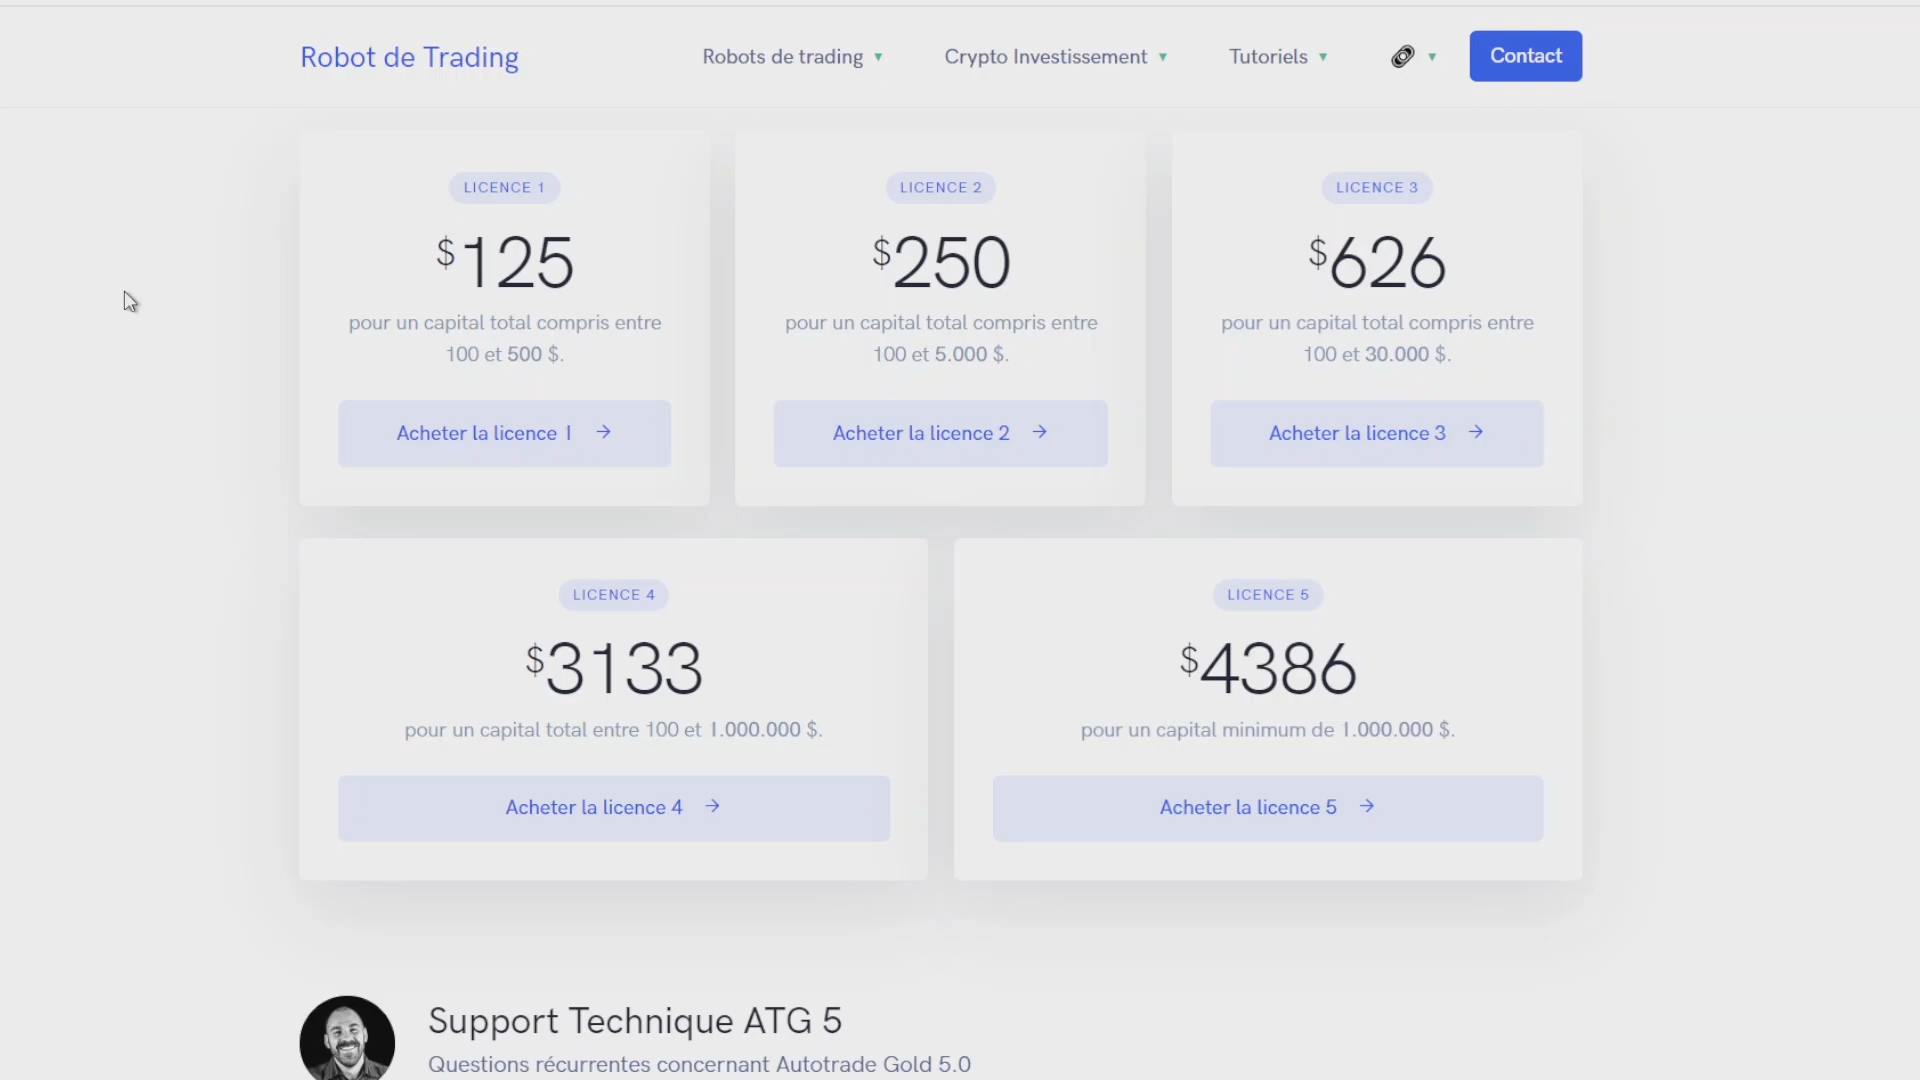 Robot de Trading
Robots de trading ▼
Crypto Investissement ▼
Tutoriels ▼
▼
Contact
LICENCE 1
$125
pour un capital total compris entre
100 et 500 $.
Acheter la licence 1 →
LICENCE 2
$250
pour un capital total compris entre
100 et 5.000 $.
Acheter la licence 2 →
LICENCE 3
$626
pour un capital total compris entre
100 et 30.000 $.
Acheter la licence 3 →
LICENCE 4
$3133
pour un capital total entre 100 et 1.000.000 $.
Acheter la licence 4 →
LICENCE 5
$4386
pour un capital minimum de 1.000.000 $.
Acheter la licence 5 →
Support Technique ATG 5
Questions récurrentes concernant Autotrade Gold 5.0